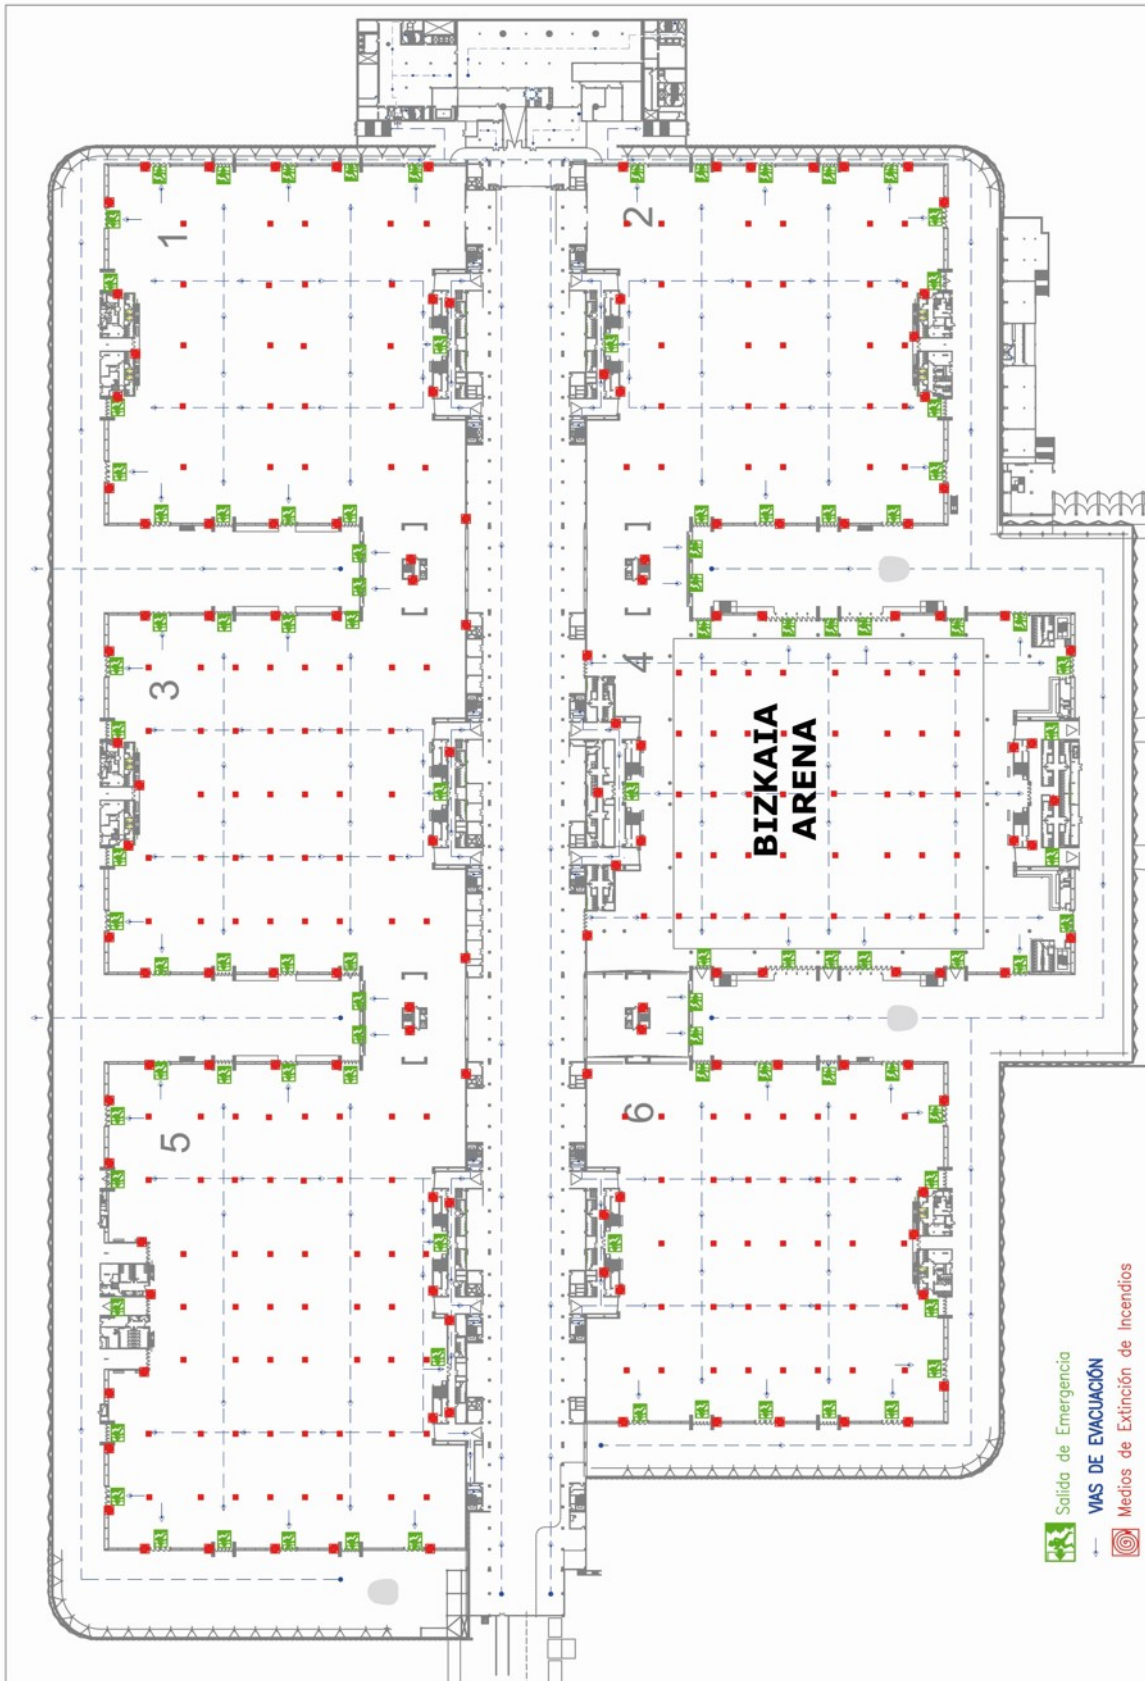 1
2
3
4
BIZKAIA
ARENA
5
6
Salida de Emergencia
VIAS DE EVACUACIÓN
Medios de Extinción de Incendios